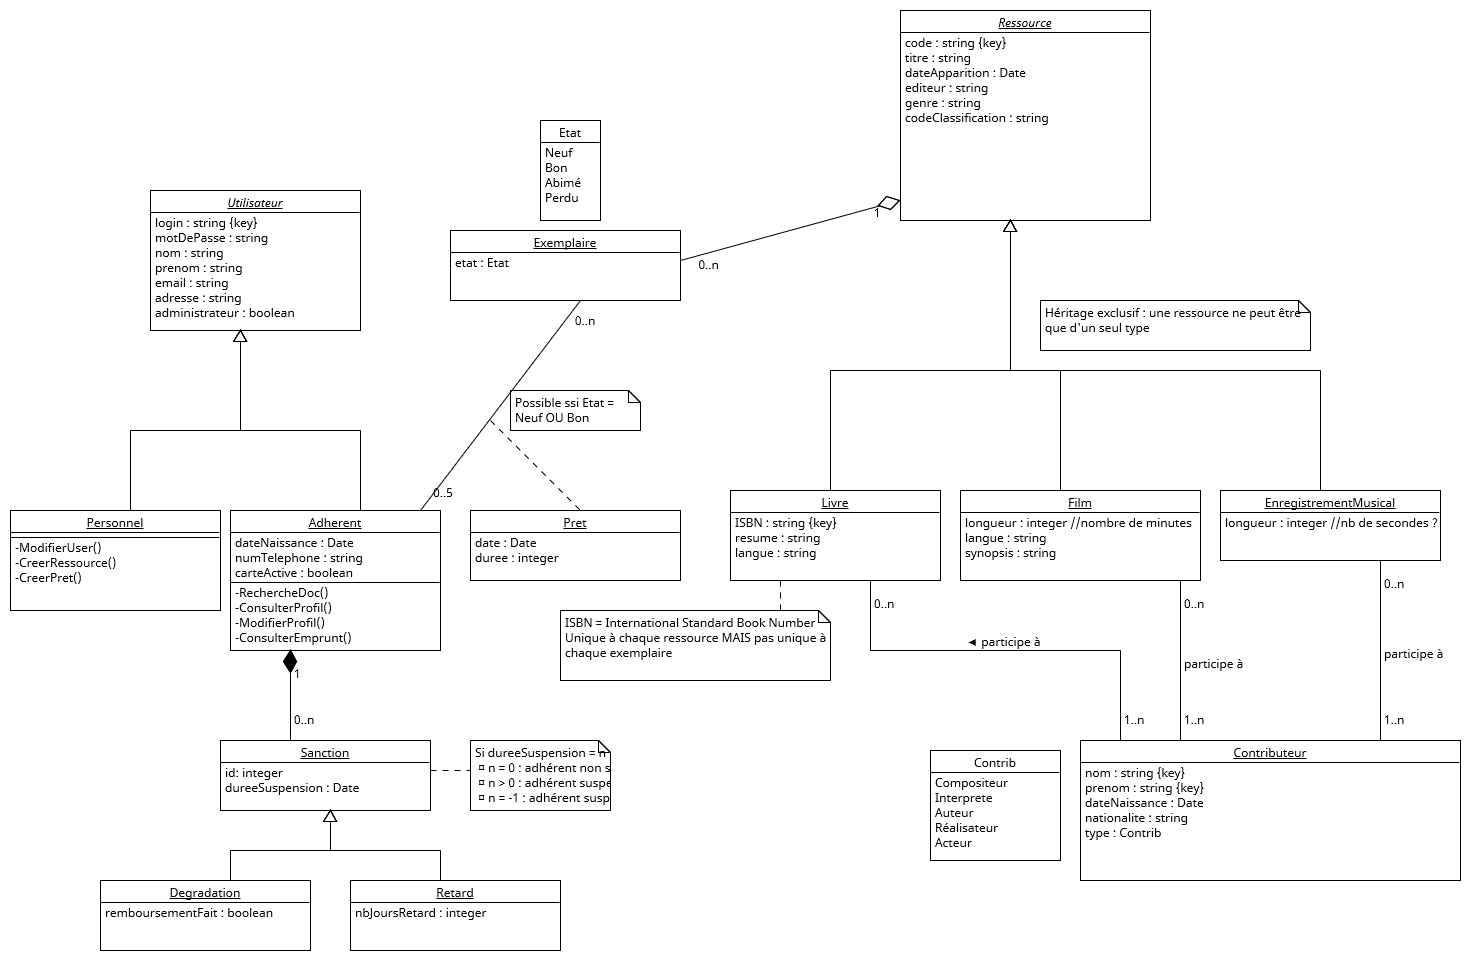 Ressource
code : string {key}
titre : string
dateApparition : Date
editeur : string
genre : string
codeClassification : string
1
0..n
Etat
Neuf
Bon
Abimé
Perdu
Exemplaire
etat : Etat
0..n
Utilisateur
login : string {key}
motDePasse : string
nom : string
prenom : string
email : string
adresse : string
administrateur : boolean
Héritage exclusif : une ressource ne peut être
que d'un seul type
Possible ssi Etat =
Neuf OU Bon
0..5
Personnel
-ModifierUser()
-CreerRessource()
-CreerPret()
Adherent
dateNaissance : Date
numTelephone : string
carteActive : boolean
-RechercheDoc()
-ConsulterProfil()
-ModifierProfil()
-ConsulterEmprunt()
Pret
date : Date
duree : integer
Livre
ISBN : string {key}
resume : string
langue : string
Film
longueur : integer //nombre de minutes
langue : string
synopsis : string
EnregistrementMusical
longueur : integer //nb de secondes ?
ISBN = International Standard Book Number
Unique à chaque ressource MAIS pas unique à
chaque exemplaire
0..n
0..n
0..n
◄ participe à
participe à
participe à
1..n
1..n
1..n
1
0..n
Sanction
id: integer
dureeSuspension : Date
Si dureeSuspension = n
¤ n = 0 : adhérent non s
¤ n > 0 : adhérent suspe
¤ n = -1 : adhérent susp
Contrib
Compositeur
Interprete
Auteur
Réalisateur
Acteur
Contributeur
nom : string {key}
prenom : string {key}
dateNaissance : Date
nationalite : string
type : Contrib
Degradation
remboursementFait : boolean
Retard
nbJoursRetard : integer